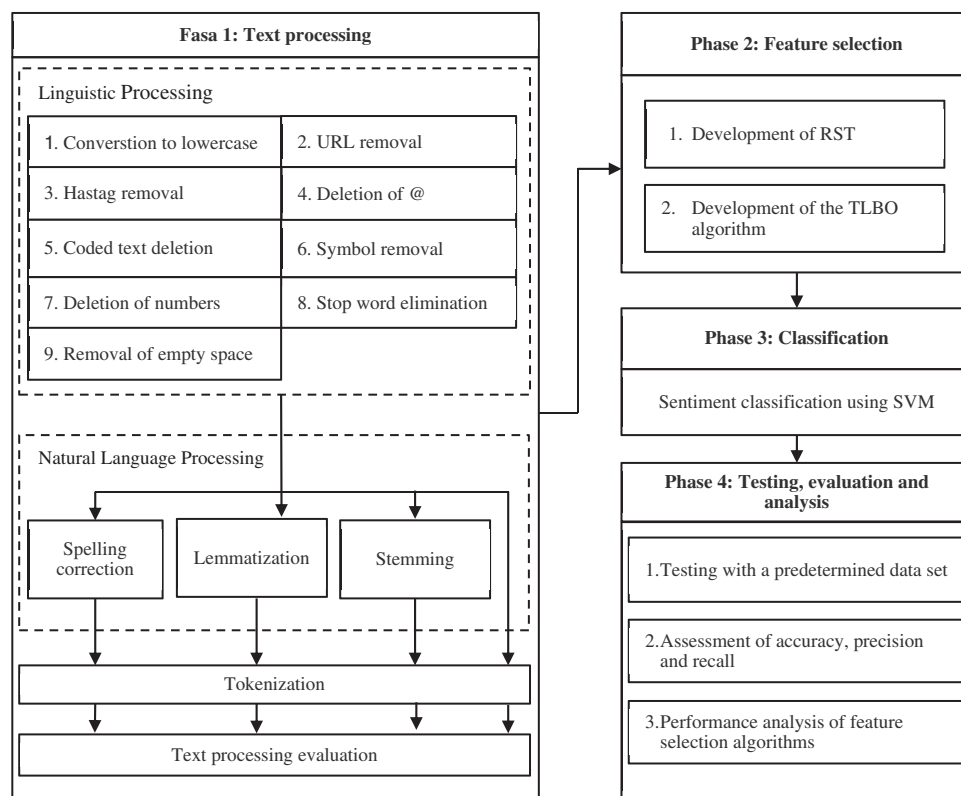 Fasa 1: Text processing
Linguistic Processing
1. Converstion to lowercase
2. URL removal
3. Hastag removal
4. Deletion of @
5. Coded text deletion
6. Symbol removal
7. Deletion of numbers
8. Stop word elimination
9. Removal of empty space
Natural Language Processing
Spelling
correction
Lemmatization
Stemming
Tokenization
Text processing evaluation
Phase 2: Feature selection
1. Development of RST
2. Development of the TLBO
algorithm
Phase 3: Classification
Sentiment classification using SVM
Phase 4: Testing, evaluation and
analysis
1.Testing with a predetermined data set
2.Assessment of accuracy, precision
and recall
3.Performance analysis of feature
selection algorithms